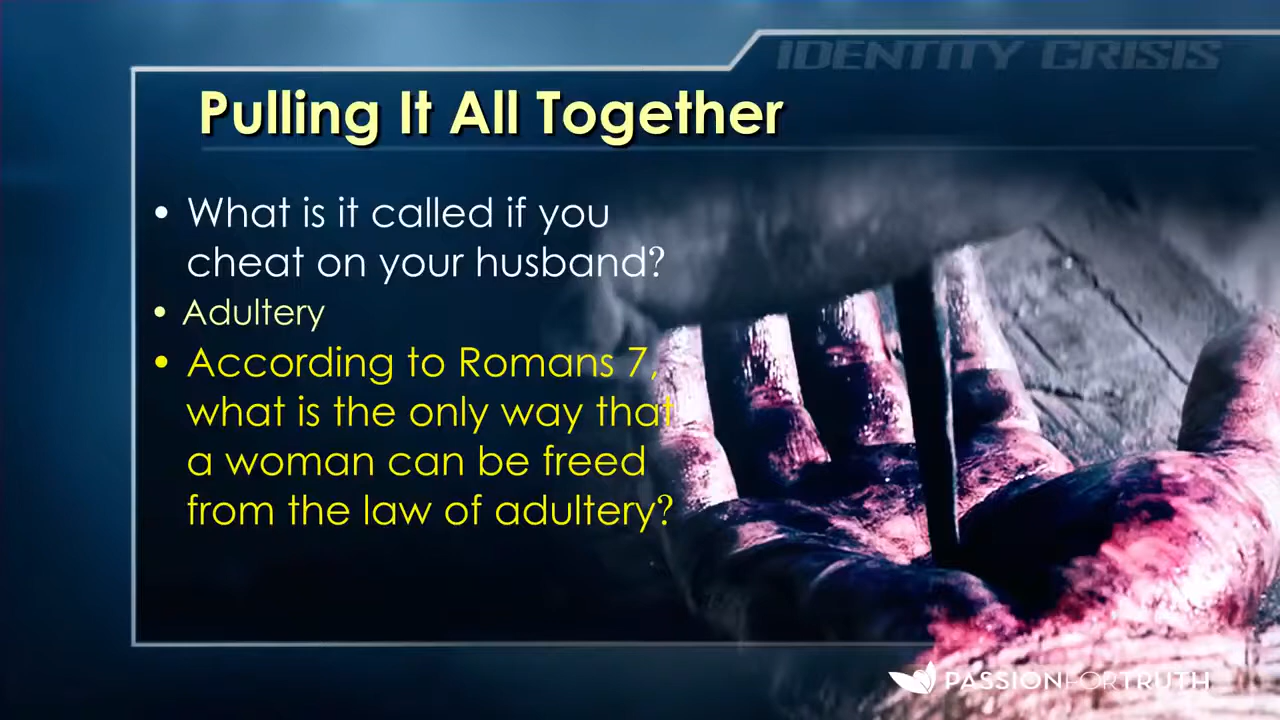 IDENTITY CRISIS
Pulling It All Together
• What is it called if you
cheat on your husband?
• Adultery
• According to Romans 7,
what is the only way that
a woman can be freed
from the law of adultery?
PASSIONFORTRUTH